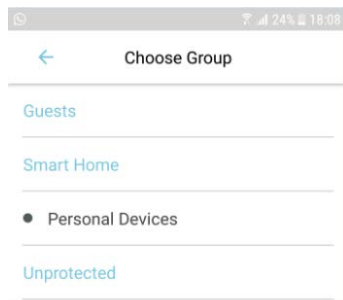 24% 18:08
Choose Group
Guests
Smart Home
Personal Devices
Unprotected